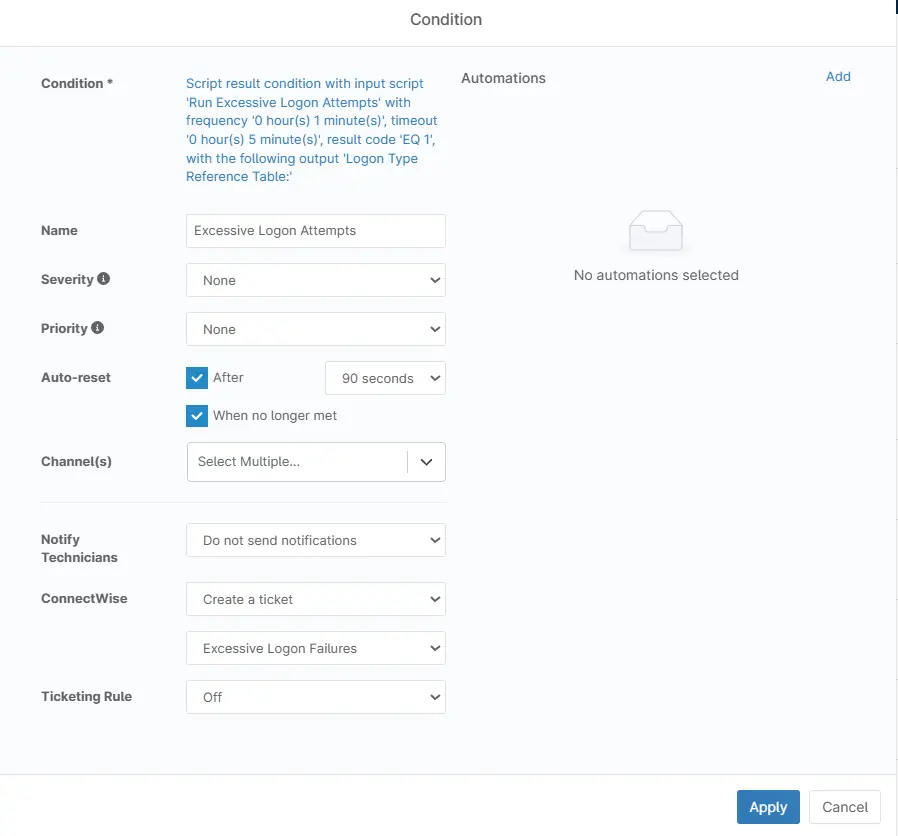 Condition
Condition *
Script result condition with input script
'Run Excessive Logon Attempts' with
frequency '0 hour(s) 1 minute(s)', timeout
'0 hour(s) 5 minute(s)', result code 'EQ 1',
with the following output 'Logon Type
Reference Table:'
Name
Excessive Logon Attempts
Severity
None
Priority
None
Auto-reset
After
90 seconds
When no longer met
Channel(s)
Select Multiple...
Notify
Technicians
Do not send notifications
ConnectWise
Create a ticket
Excessive Logon Failures
Ticketing Rule
Off
Automations
Add
No automations selected
Apply
Cancel